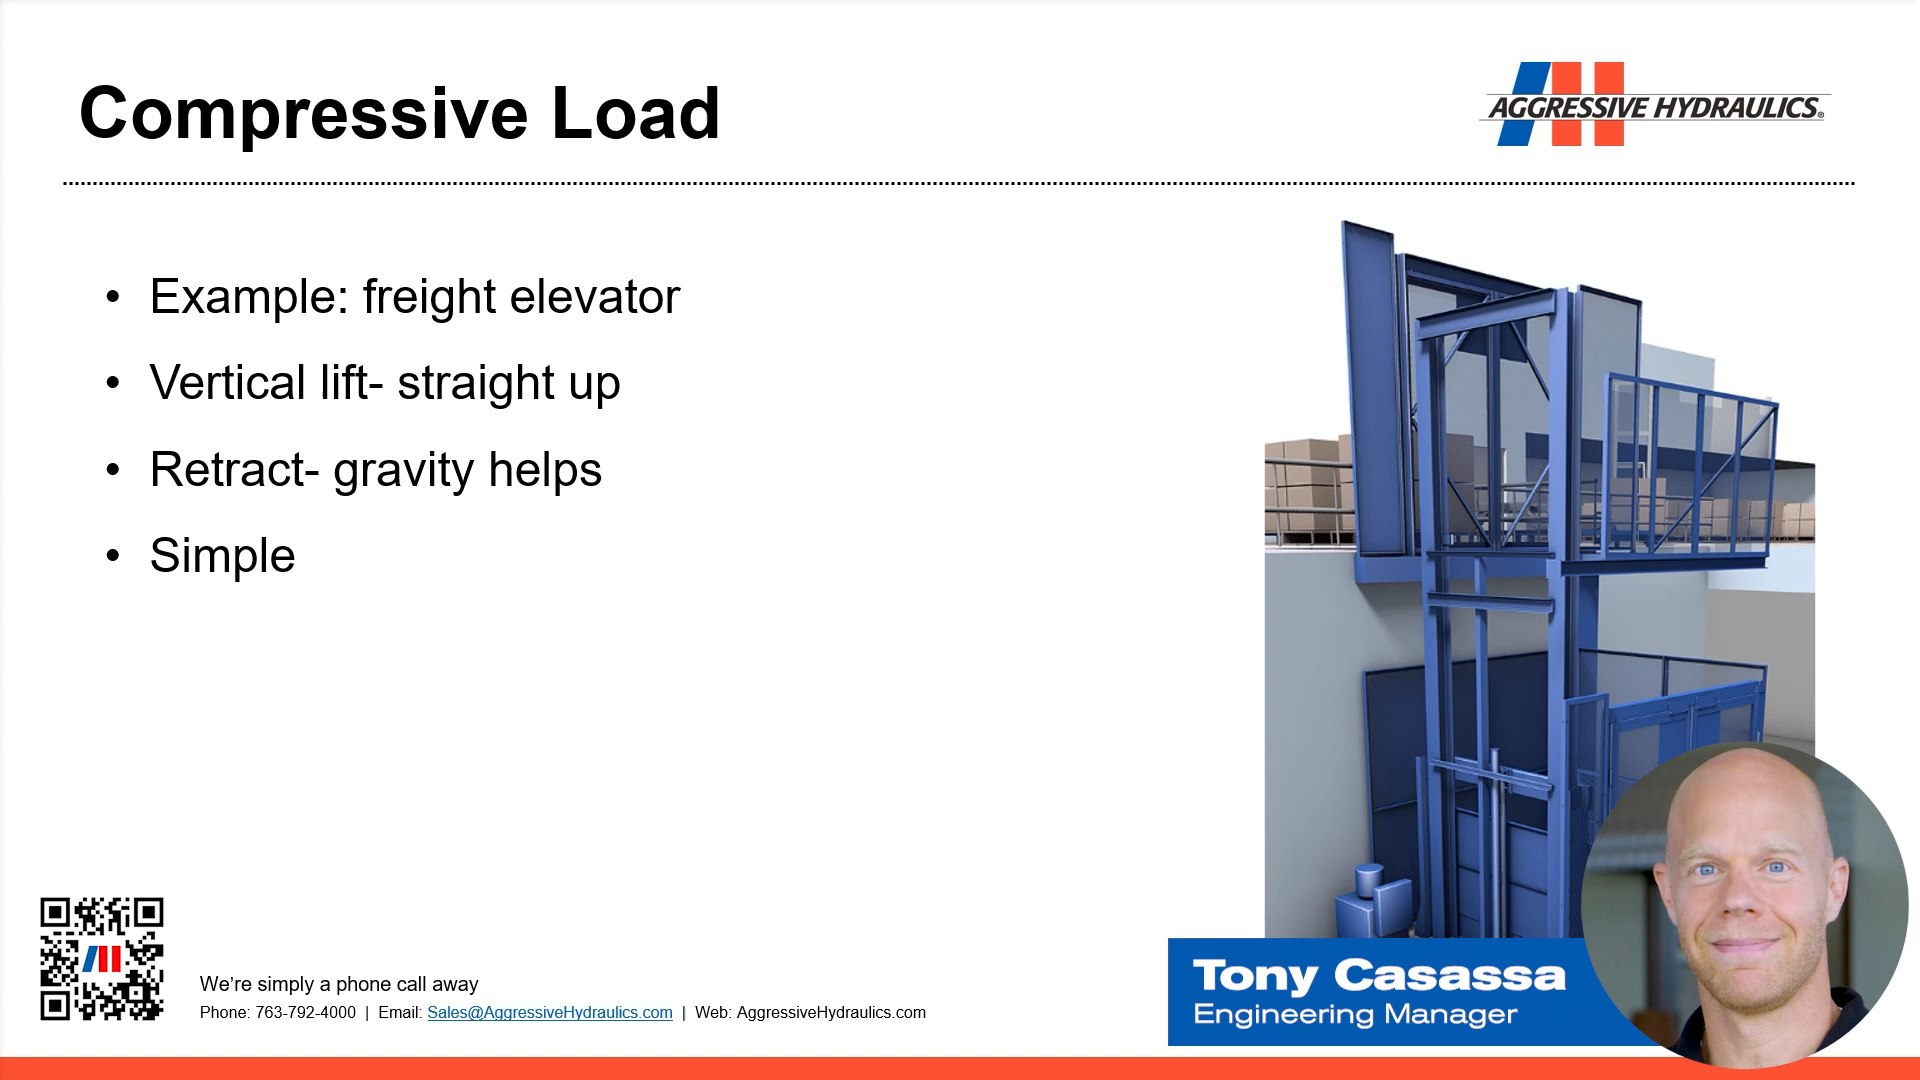 Compressive Load
AGGRESSIVE HYDRAULICS®
• Example: freight elevator
• Vertical lift- straight up
• Retract- gravity helps
• Simple
We’re simply a phone call away
Phone: 763-792-4000 | Email: Sales@AggressiveHydraulics.com | Web: AggressiveHydraulics.com
Tony Casassa
Engineering Manager